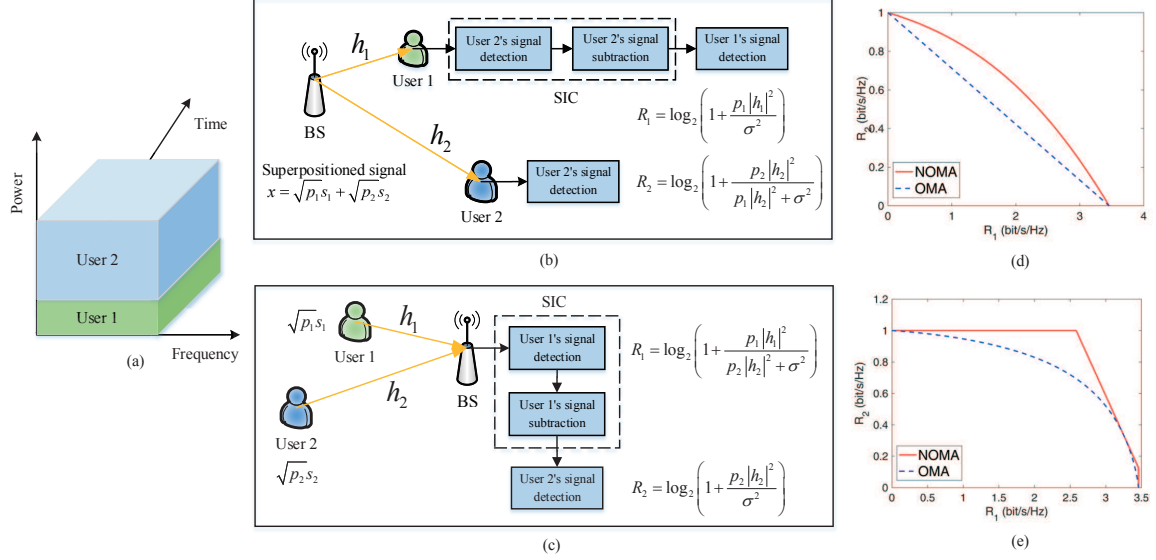 Power
Time
User 2
User 1
Frequency
(a)
h₁
User 1
User 2's signal
detection
User 2's signal
subtraction
User 1's signal
detection
SIC
BS
h₂
Superpositioned signal
x = √p₁ s₁ + √p₂ s₂
User 2
User 2's signal
detection
R₁ = log₂(1 + p₁|h₁|² / σ²)
R₂ = log₂(1 + p₂|h₂|² / (p₁|h₂|² + σ²))
(b)
√p₁ s₁
User 1
h₁
h₂
User 2
√p₂ s₂
BS
SIC
User 1's signal
detection
User 1's signal
subtraction
User 2's signal
detection
R₁ = log₂(1 + p₁|h₁|² / (p₂|h₂|² + σ²))
R₂ = log₂(1 + p₂|h₂|² / σ²)
(c)
R₂ (bit/s/Hz)
1
0.8
0.6
0.4
0.2
0
NOMA
OMA
0 1 2 3 4
R₁ (bit/s/Hz)
(d)
R₂ (bit/s/Hz)
1.2
1
0.8
0.6
0.4
0.2
0
NOMA
OMA
0 0.5 1 1.5 2 2.5 3 3.5
R₁ (bit/s/Hz)
(e)